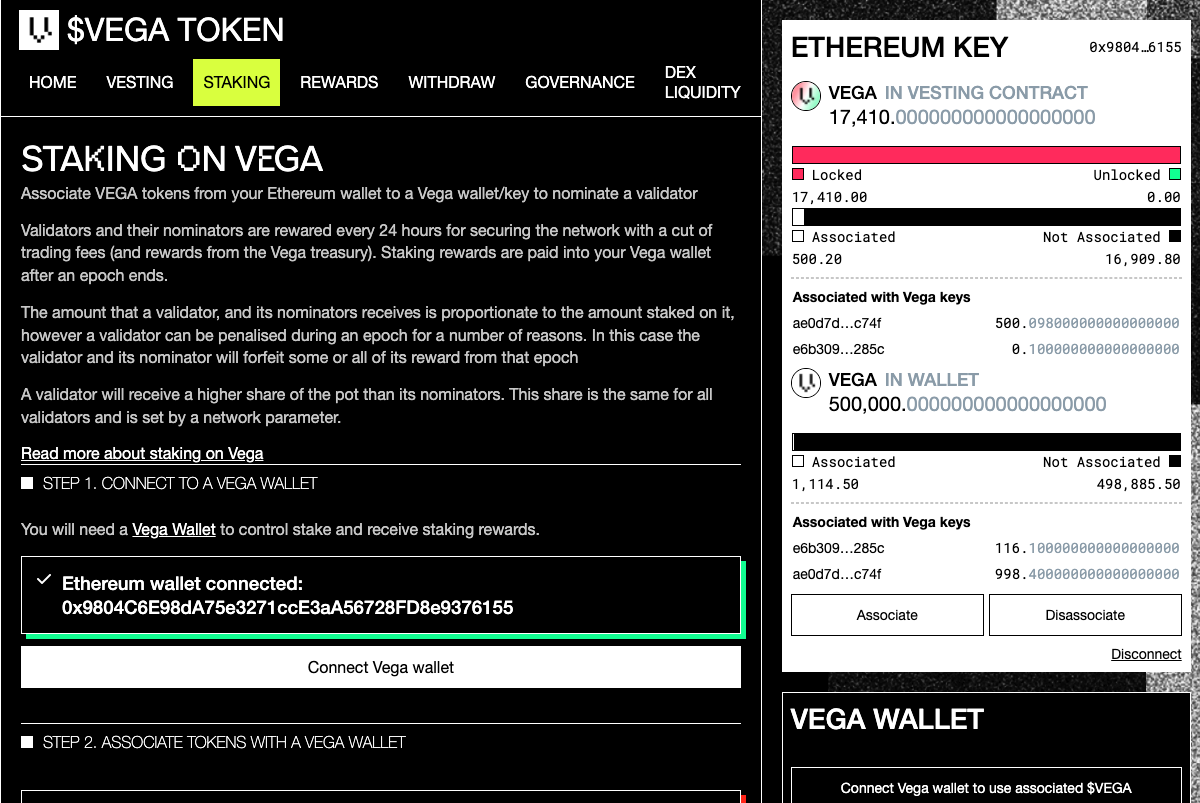 $VEGA TOKEN
HOME VESTING STAKING REWARDS WITHDRAW GOVERNANCE DEX LIQUIDITY
STAKING ON VEGA
Associate VEGA tokens from your Ethereum wallet to a Vega wallet/key to nominate a validator
Validators and their nominators are rewared every 24 hours for securing the network with a cut of
trading fees (and rewards from the Vega treasury). Staking rewards are paid into your Vega wallet
after an epoch ends.
The amount that a validator, and its nominators receives is proportionate to the amount staked on it,
however a validator can be penalised during an epoch for a number of reasons. In this case the
validator and its nominator will forfeit some or all of its reward from that epoch
A validator will receive a higher share of the pot than its nominators. This share is the same for all
validators and is set by a network parameter.
Read more about staking on Vega
STEP 1. CONNECT TO A VEGA WALLET
You will need a Vega Wallet to control stake and receive staking rewards.
Ethereum wallet connected:
0x9804C6E98dA75e3271ccE3aA56728FD8e9376155
Connect Vega wallet
STEP 2. ASSOCIATE TOKENS WITH A VEGA WALLET
ETHEREUM KEY 0x9804…6155
VEGA IN VESTING CONTRACT
17,410.000000000000000000
Locked Unlocked
17,410.00 0.00
Associated Not Associated
500.20 16,909.80
Associated with Vega keys
ae0d7d…c74f 500.098000000000000000
e6b309…285c 0.100000000000000000
VEGA IN WALLET
500,000.000000000000000000
Associated Not Associated
1,114.50 498,885.50
Associated with Vega keys
e6b309…285c 116.100000000000000000
ae0d7d…c74f 998.400000000000000000
Associate Disassociate
Disconnect
VEGA WALLET
Connect Vega wallet to use associated $VEGA